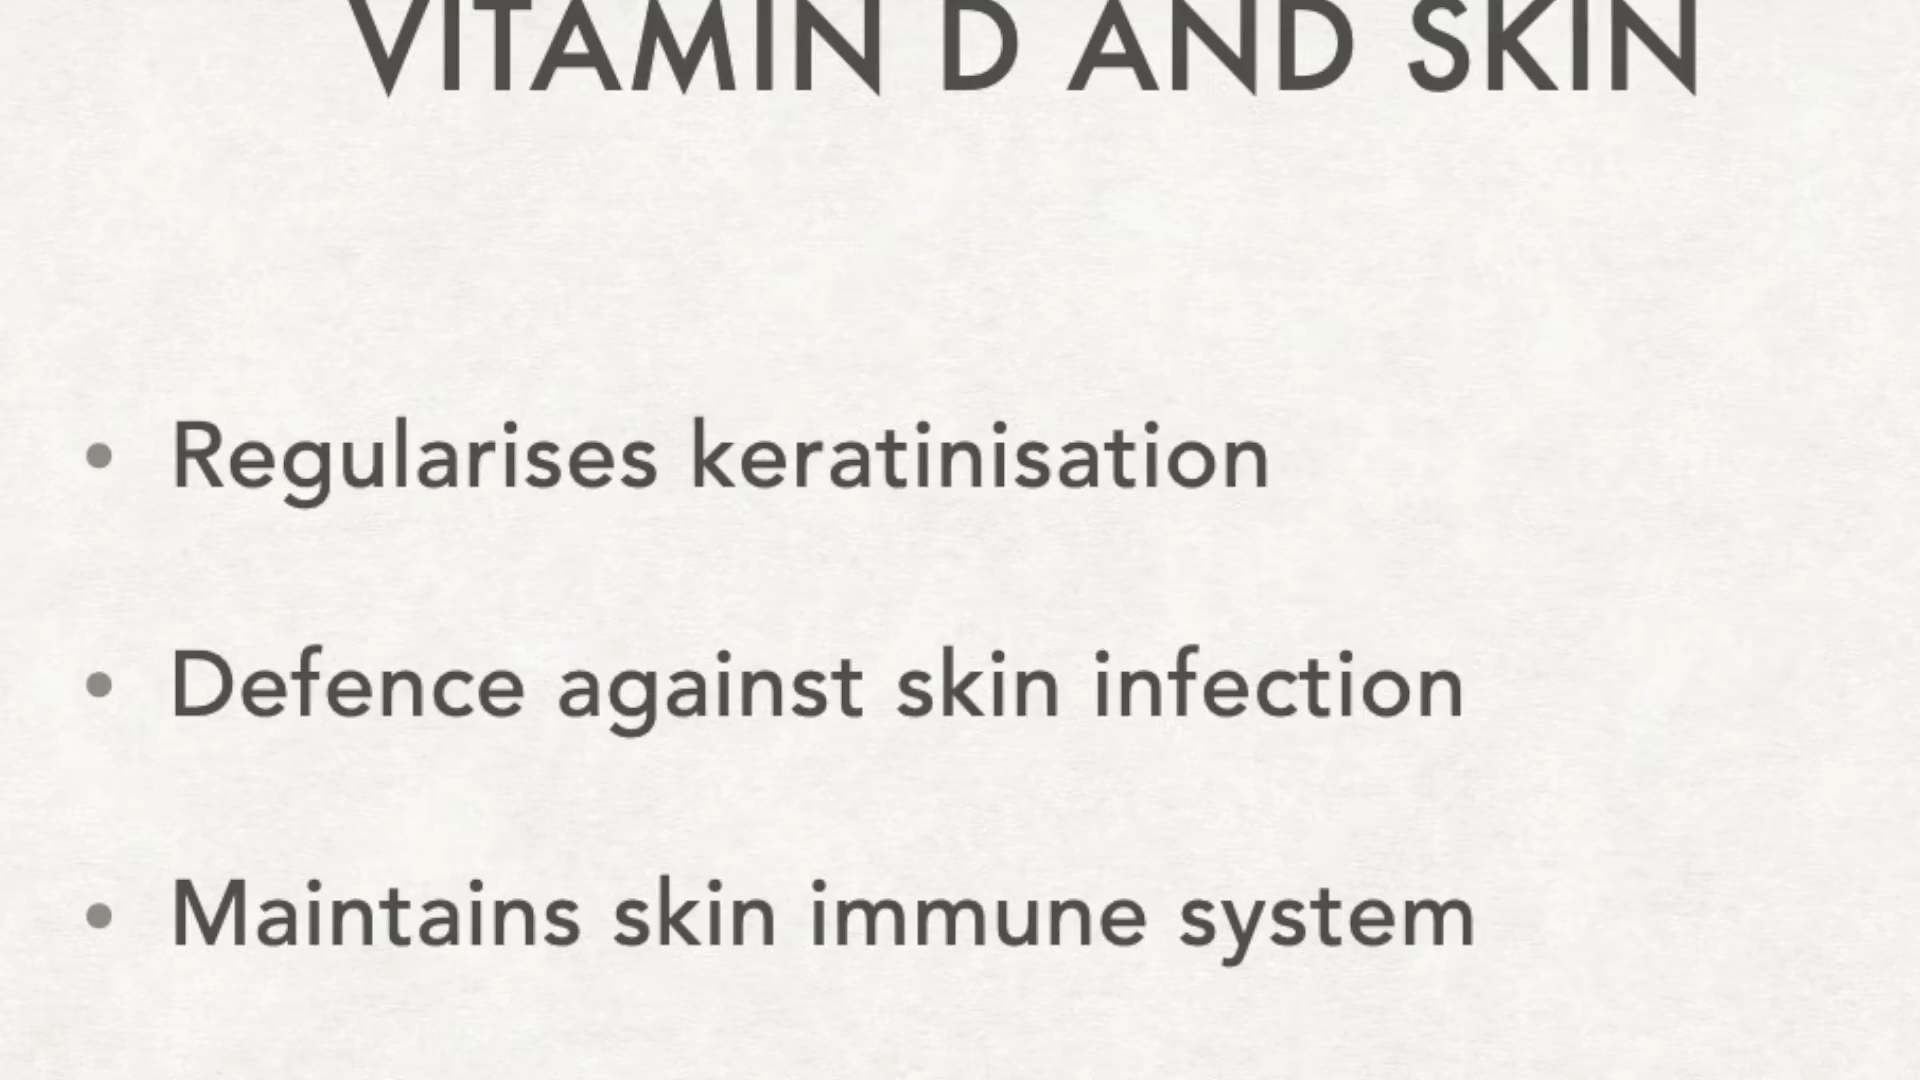 VITAMIN D AND SKIN
• Regularises keratinisation
• Defence against skin infection
• Maintains skin immune system